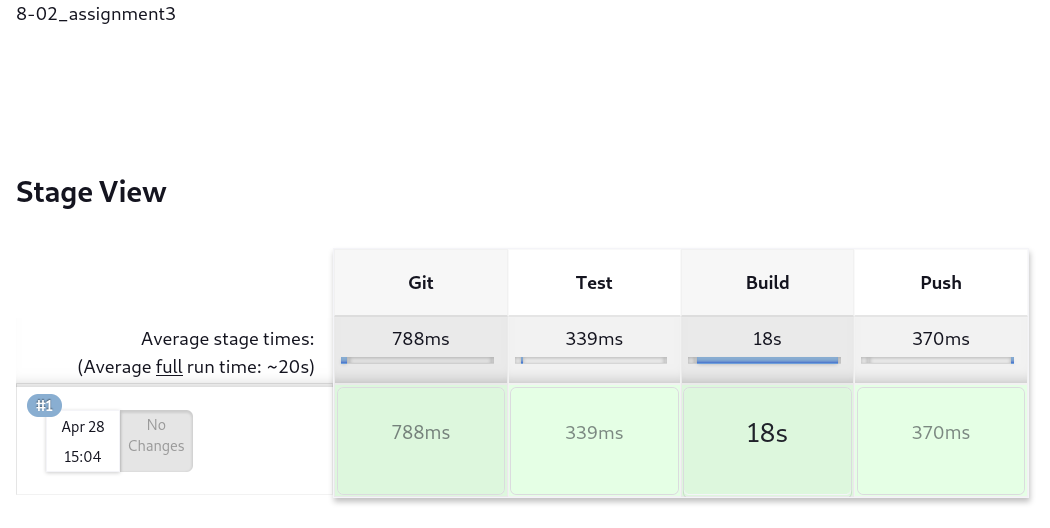 8-02_assignment3
Stage View
Git Test Build Push
Average stage times: 788ms 339ms 18s 370ms
(Average full run time: ~20s)
#1
Apr 28 No
15:04 Changes
788ms 339ms 18s 370ms